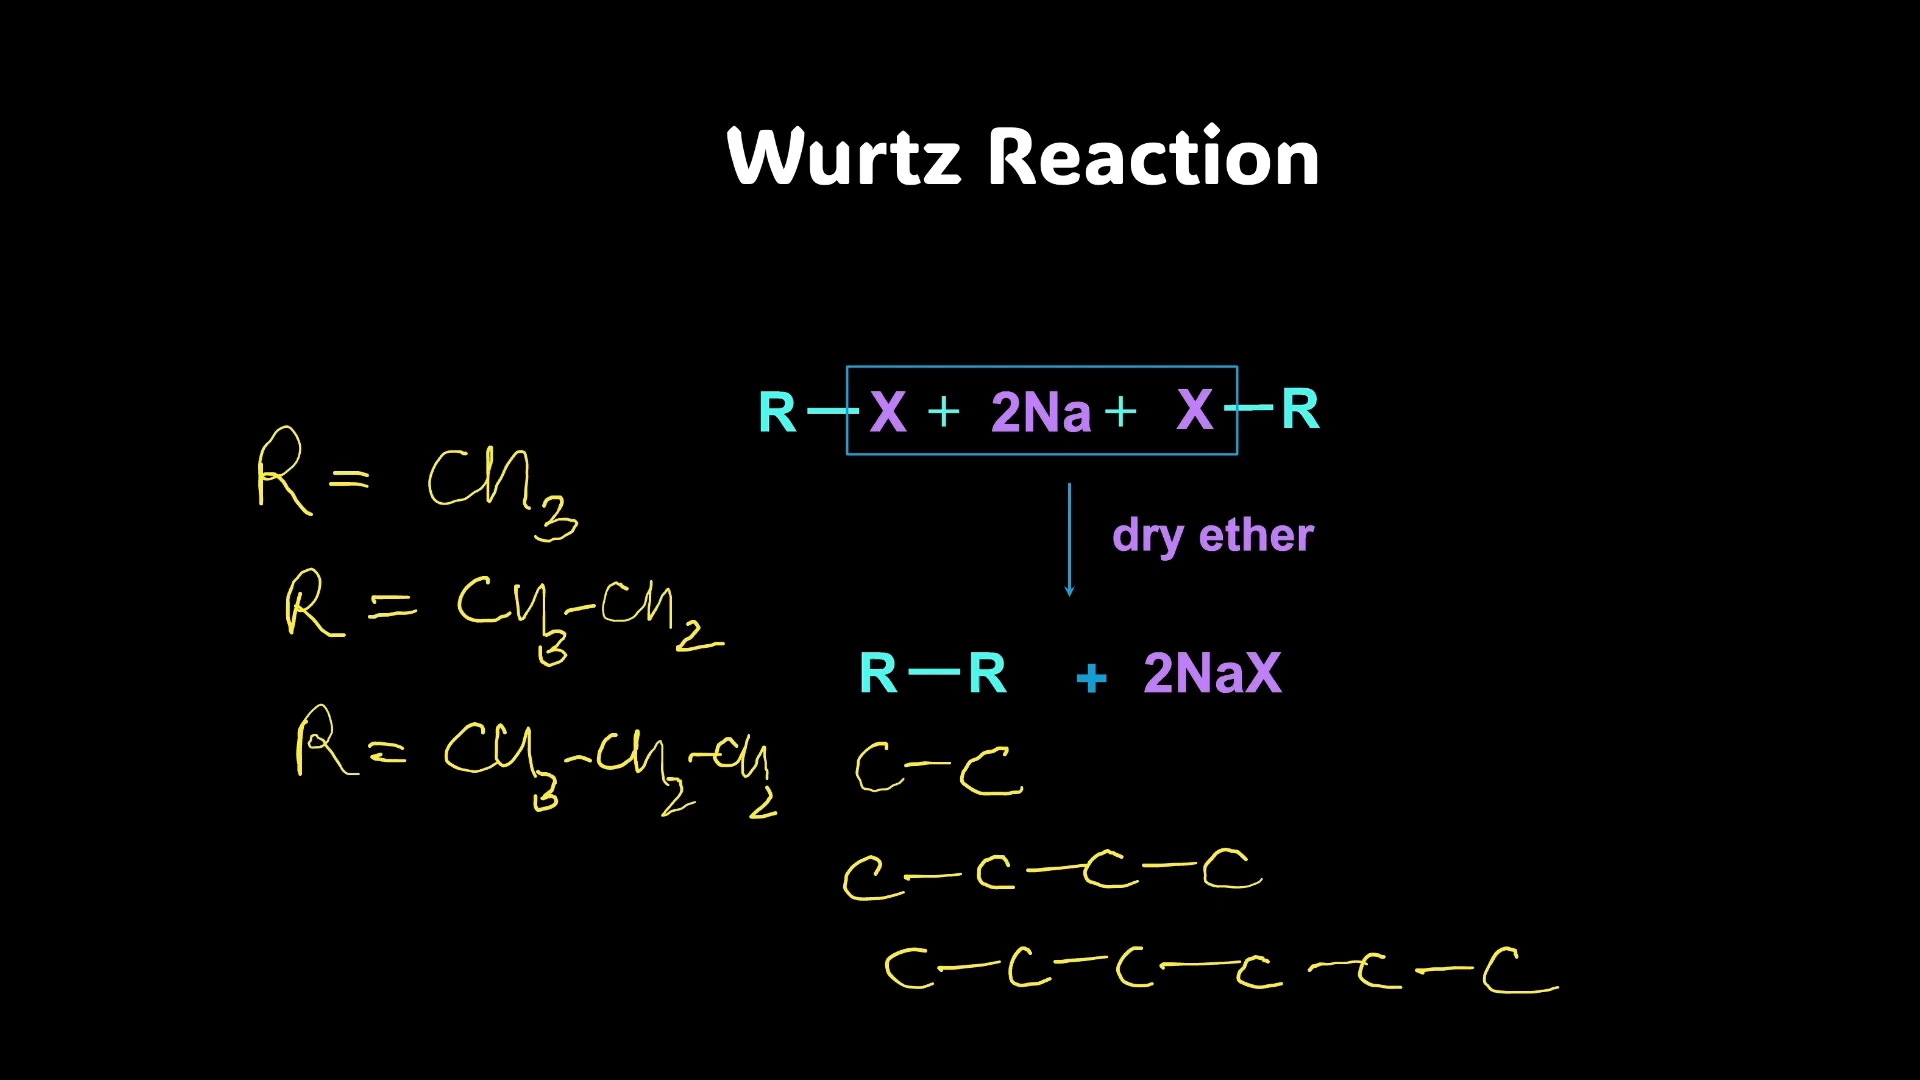 Wurtz Reaction
R—X + 2Na + X—R
dry ether
R—R + 2NaX
R = CH3
R = CH3-CH2
R = CH3-CH2-CH2
C-C
C-C-C-C
C-C-C-C-C-C